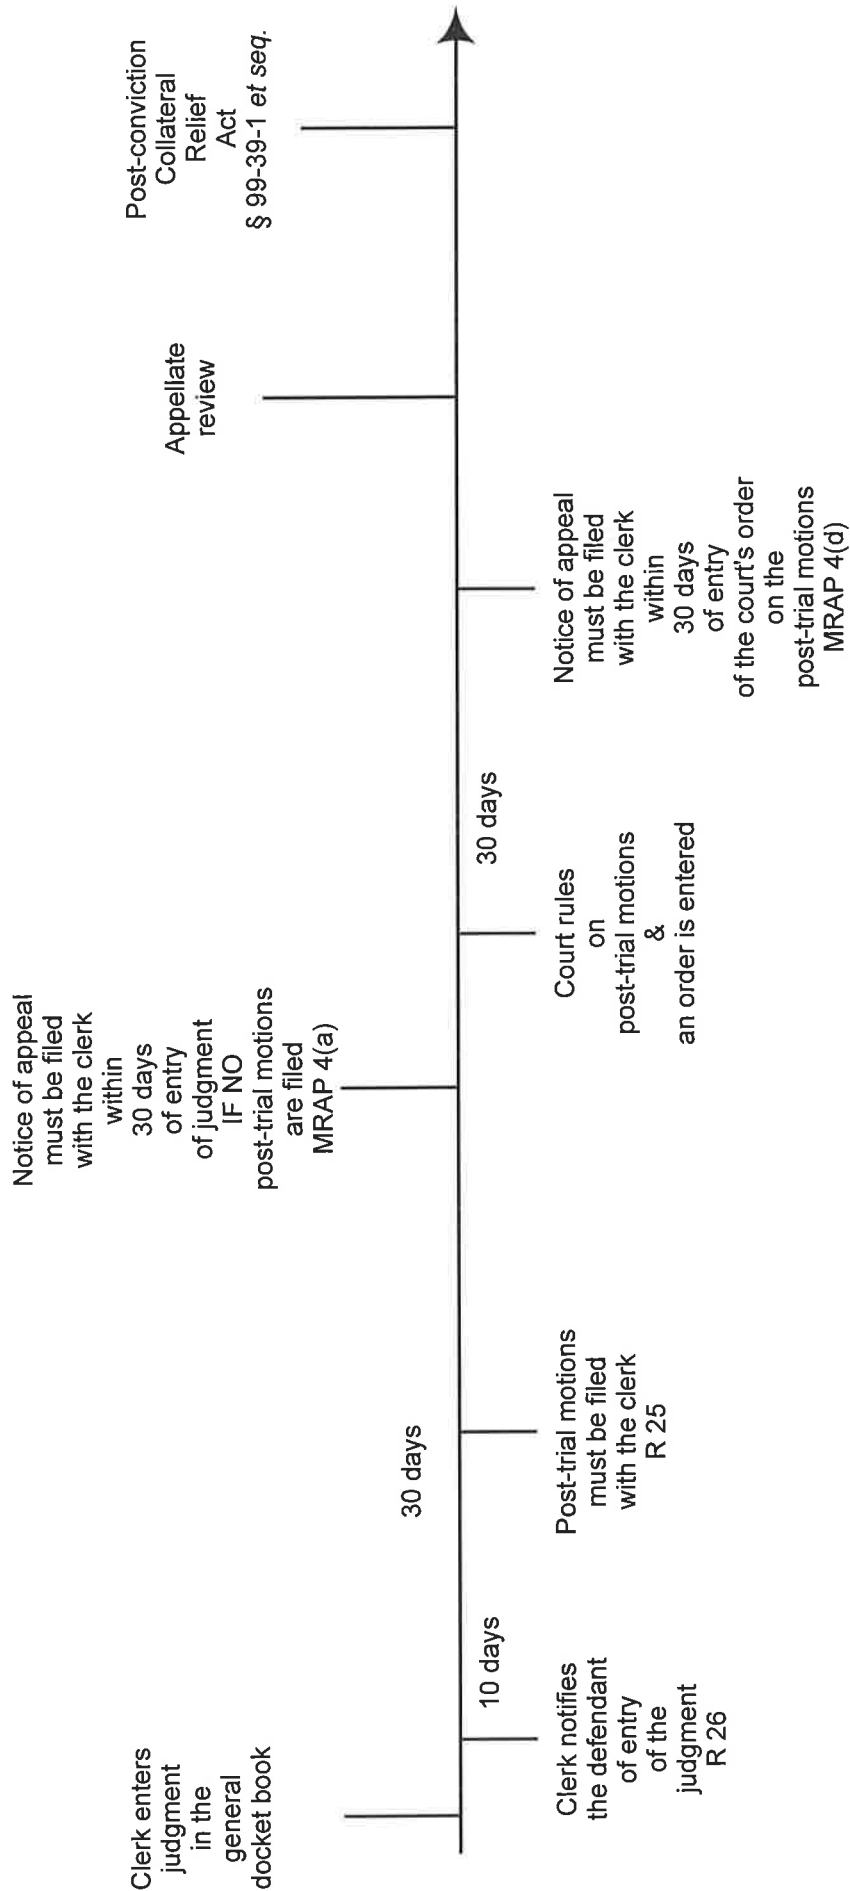 Clerk enters
judgment
in the
general
docket book
30 days
Notice of appeal
must be filed
with the clerk
within
30 days
of entry
of judgment
IF NO
post-trial motions
are filed
MRAP 4(a)
Appellate
review
Post-conviction
Collateral
Relief
Act
§ 99-39-1 et seq.
Clerk notifies
the defendant
of entry
of the
judgment
R 26
10 days
Post-trial motions
must be filed
with the clerk
R 25
Court rules
on
post-trial motions
&
an order is entered
30 days
Notice of appeal
must be filed
with the clerk
within
30 days
of entry
of the court's order
on the
post-trial motions
MRAP 4(d)